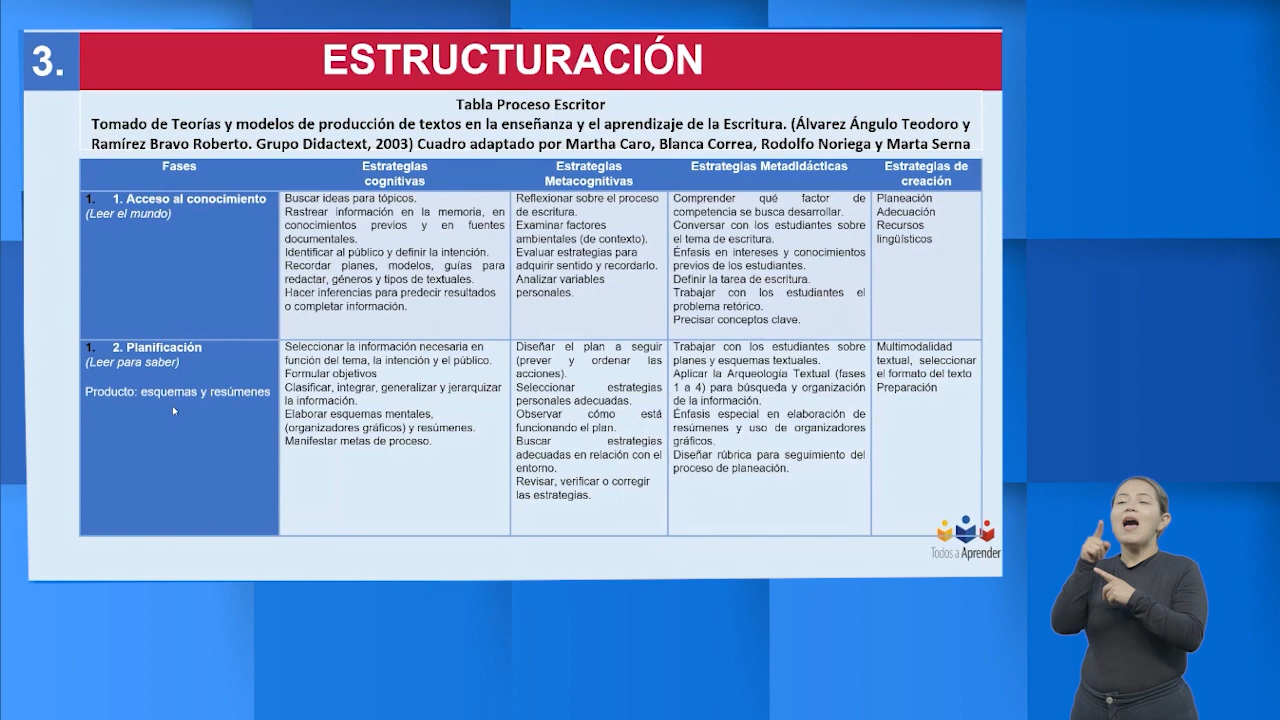 3.
ESTRUCTURACIÓN
Tabla Proceso Escritor
Tomado de Teorías y modelos de producción de textos en la enseñanza y el aprendizaje de la Escritura. (Álvarez Ángulo Teodoro y
Ramírez Bravo Roberto. Grupo Didactext, 2003) Cuadro adaptado por Martha Caro, Blanca Correa, Rodolfo Noriega y Marta Serna
Fases
Estrategias
cognitivas
Estrategias
Metacognitivas
Estrategias Metadidácticas
Estrategias de
creación
1. 1. Acceso al conocimiento
(Leer el mundo)
Buscar ideas para tópicos.
Rastrear información en la memoria, en
conocimientos previos y en fuentes
documentales.
Identificar al público y definir la intención.
Recordar planes, modelos, guías para
redactar, géneros y tipos de textuales.
Hacer inferencias para predecir resultados
o completar información.
Reflexionar sobre el proceso
de escritura.
Examinar factores
ambientales (de contexto).
Evaluar estrategias para
adquirir sentido y recordarlo.
Analizar variables
personales.
Comprender qué factor de
competencia se busca desarrollar.
Conversar con los estudiantes sobre
el tema de escritura.
Énfasis en intereses y conocimientos
previos de los estudiantes.
Definir la tarea de escritura.
Trabajar con los estudiantes el
problema retórico.
Precisar conceptos clave.
Planeación
Adecuación
Recursos
lingüísticos
1. 2. Planificación
(Leer para saber)
Producto: esquemas y resúmenes
Seleccionar la información necesaria en
función del tema, la intención y el público.
Formular objetivos
Clasificar, integrar, generalizar y jerarquizar
la información.
Elaborar esquemas mentales,
(organizadores gráficos) y resúmenes.
Manifestar metas de proceso.
Diseñar el plan a seguir
(prever y ordenar las
acciones).
Seleccionar estrategias
personales adecuadas.
Observar cómo está
funcionando el plan.
Buscar estrategias
adecuadas en relación con el
entorno.
Revisar, verificar o corregir
las estrategias.
Trabajar con los estudiantes sobre
planes y esquemas textuales.
Aplicar la Arqueología Textual (fases
1 a 4) para búsqueda y organización
de la información.
Énfasis especial en elaboración de
resúmenes y uso de organizadores
gráficos.
Diseñar rúbrica para seguimiento del
proceso de planeación.
Multimodalidad
textual, seleccionar
el formato del texto
Preparación
Todos a Aprender